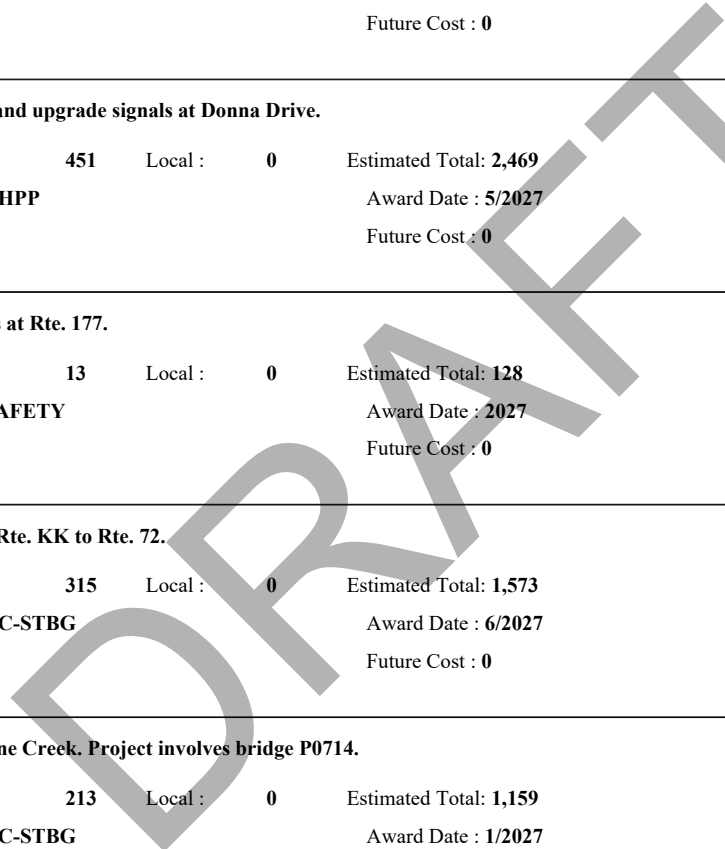 Future Cost : 0
and upgrade signals at Donna Drive.
451 Local : 0 Estimated Total: 2,469
HPP Award Date : 5/2027
Future Cost : 0
at Rte. 177.
13 Local : 0 Estimated Total: 128
AFETY Award Date : 2027
Future Cost : 0
Rte. KK to Rte. 72.
315 Local : 0 Estimated Total: 1,573
C-STBG Award Date : 6/2027
Future Cost : 0
ne Creek. Project involves bridge P0714.
213 Local : 0 Estimated Total: 1,159
C-STBG Award Date : 1/2027
DRAFT